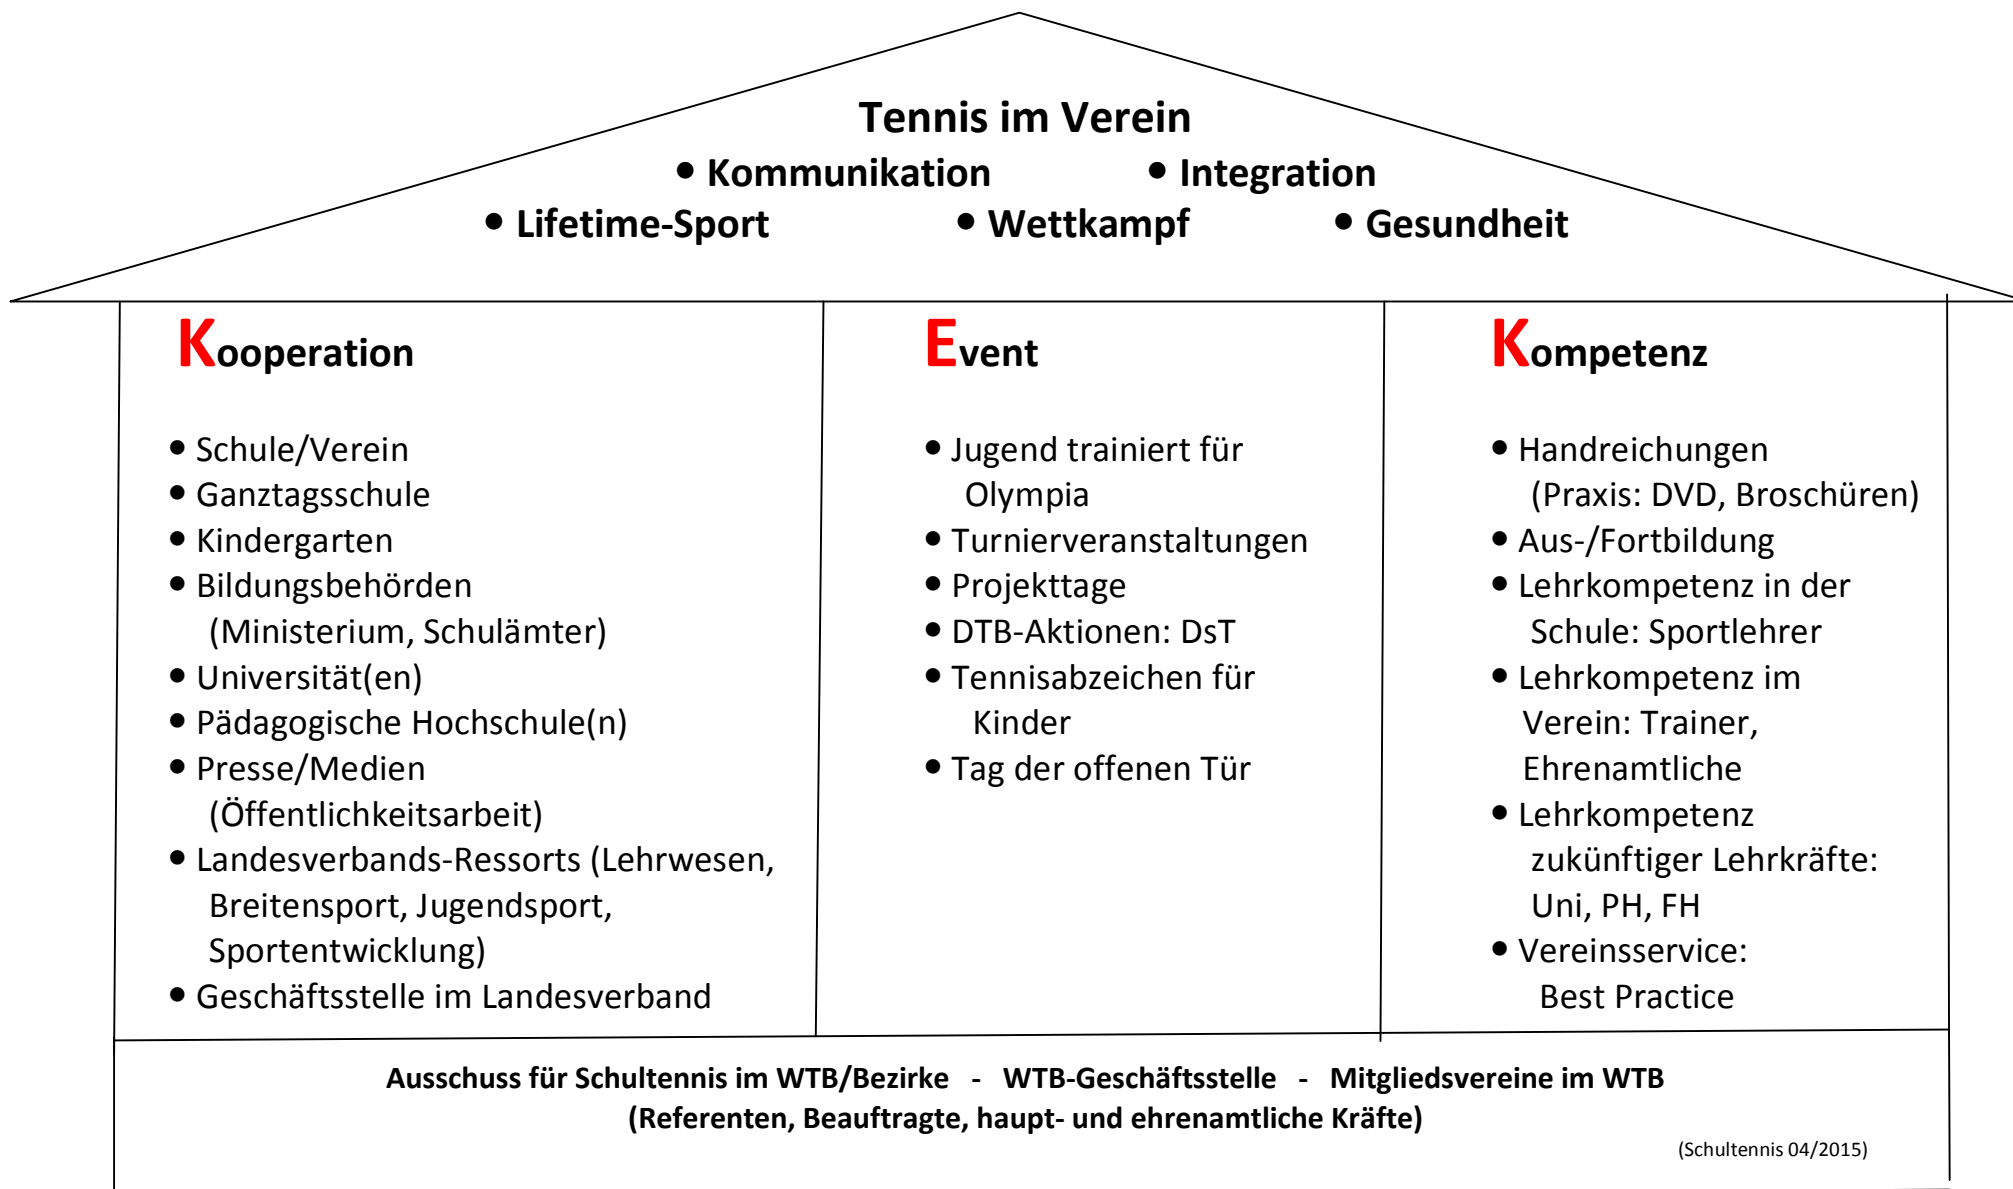 Tennis im Verein
• Kommunikation • Integration
• Lifetime-Sport • Wettkampf • Gesundheit
Kooperation
• Schule/Verein
• Ganztagsschule
• Kindergarten
• Bildungsbehörden
(Ministerium, Schulämter)
• Universität(en)
• Pädagogische Hochschule(n)
• Presse/Medien
(Öffentlichkeitsarbeit)
• Landesverbands-Ressorts (Lehrwesen,
Breitensport, Jugendsport,
Sportentwicklung)
• Geschäftsstelle im Landesverband
Event
• Jugend trainiert für
Olympia
• Turnierveranstaltungen
• Projekttage
• DTB-Aktionen: DsT
• Tennisabzeichen für
Kinder
• Tag der offenen Tür
Kompetenz
• Handreichungen
(Praxis: DVD, Broschüren)
• Aus-/Fortbildung
• Lehrkompetenz in der
Schule: Sportlehrer
• Lehrkompetenz im
Verein: Trainer,
Ehrenamtliche
• Lehrkompetenz
zukünftiger Lehrkräfte:
Uni, PH, FH
• Vereinsservice:
Best Practice
Ausschuss für Schultennis im WTB/Bezirke - WTB-Geschäftsstelle - Mitgliedsvereine im WTB
(Referenten, Beauftragte, haupt- und ehrenamtliche Kräfte)
(Schultennis 04/2015)